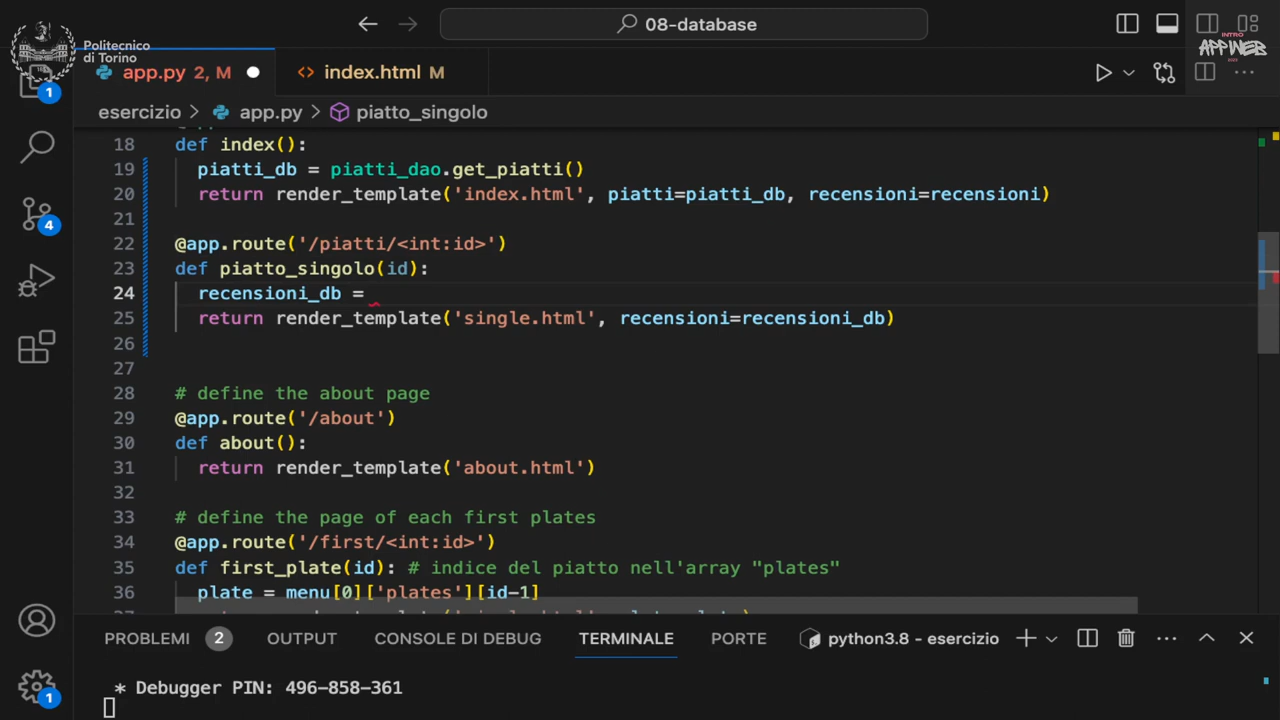 08-database
Politecnico
di Torino
INTRO
APPWEB
app.py 2, M
index.html M
esercizio > app.py > piatto_singolo
18 def index():
19 piatti_db = piatti_dao.get_piatti()
20 return render_template('index.html', piatti=piatti_db, recensioni=recensioni)
21
22 @app.route('/piatti/<int:id>')
23 def piatto_singolo(id):
24 recensioni_db =
25 return render_template('single.html', recensioni=recensioni_db)
26
27
28 # define the about page
29 @app.route('/about')
30 def about():
31 return render_template('about.html')
32
33 # define the page of each first plates
34 @app.route('/first/<int:id>')
35 def first_plate(id): # indice del piatto nell'array "plates"
36 plate = menu[0]['plates'][id-1]
1
4
1
PROBLEMI 2 OUTPUT CONSOLE DI DEBUG TERMINALE PORTE python3.8 - esercizio
* Debugger PIN: 496-858-361